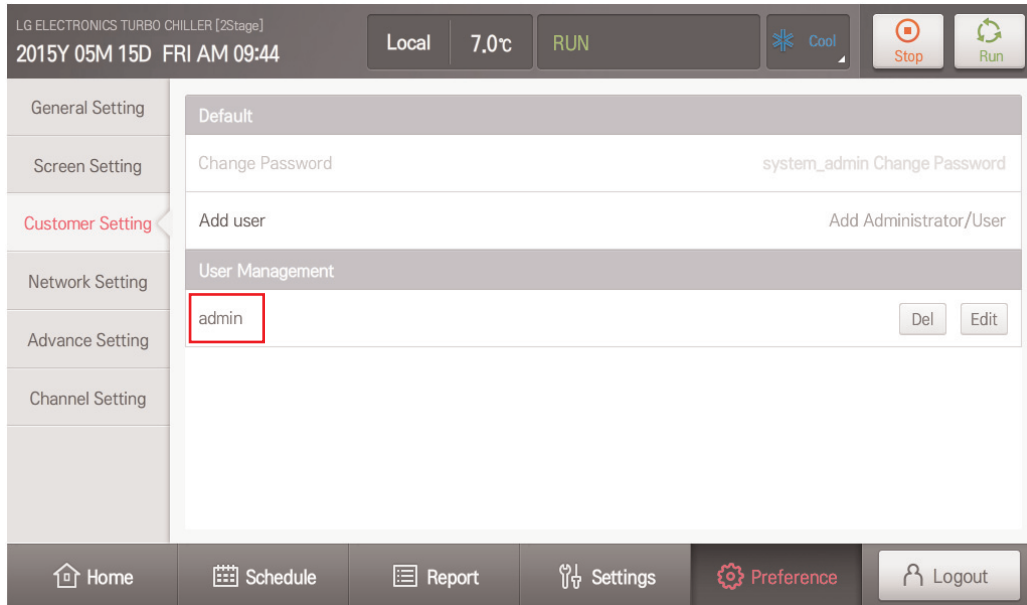 LG ELECTRONICS TURBO CHILLER [2Stage]
2015Y 05M 15D FRI AM 09:44
Local
7.0℃
RUN
Cool
Stop
Run
General Setting
Screen Setting
Customer Setting
Network Setting
Advance Setting
Channel Setting
Default
Change Password system_admin Change Password
Add user Add Administrator/User
User Management
admin Del Edit
Home
Schedule
Report
Settings
Preference
Logout